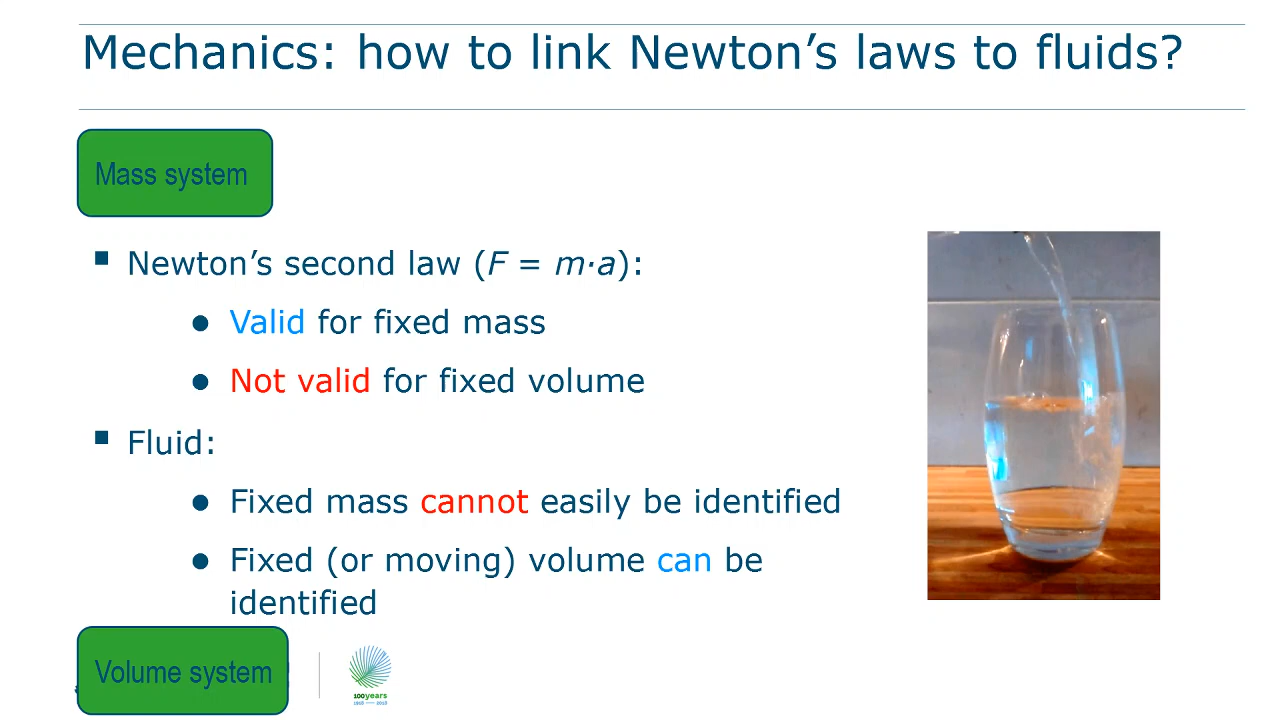 Mechanics: how to link Newton’s laws to fluids?
Mass system
▪ Newton’s second law (F = m·a):
● Valid for fixed mass
● Not valid for fixed volume
▪ Fluid:
● Fixed mass cannot easily be identified
● Fixed (or moving) volume can be
identified
Volume system
100years
1918 — 2018